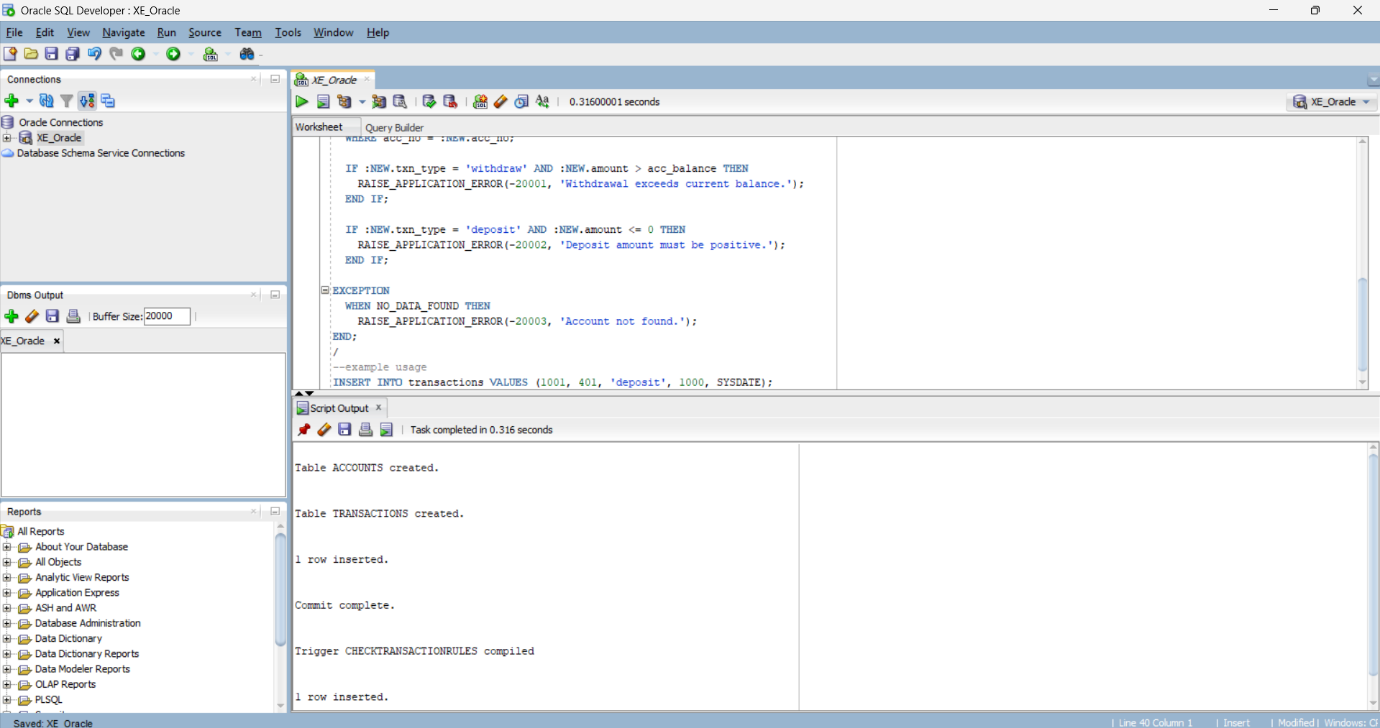 Oracle SQL Developer : XE_Oracle
File Edit View Navigate Run Source Team Tools Window Help
Connections
Oracle Connections
XE_Oracle
Database Schema Service Connections
Dbms Output
Buffer Size: 20000
XE_Oracle
Reports
All Reports
About Your Database
All Objects
Analytic View Reports
Application Express
ASH and AWR
Database Administration
Data Dictionary
Data Dictionary Reports
Data Modeler Reports
OLAP Reports
PLSQL
XE_Oracle
0.31600001 seconds
XE_Oracle
Worksheet Query Builder
WHERE acc_no = :NEW.acc_no;
IF :NEW.txn_type = 'withdraw' AND :NEW.amount > acc_balance THEN
RAISE_APPLICATION_ERROR(-20001, 'Withdrawal exceeds current balance.');
END IF;
IF :NEW.txn_type = 'deposit' AND :NEW.amount <= 0 THEN
RAISE_APPLICATION_ERROR(-20002, 'Deposit amount must be positive.');
END IF;
EXCEPTION
WHEN NO_DATA_FOUND THEN
RAISE_APPLICATION_ERROR(-20003, 'Account not found.');
END;
/
--example usage
INSERT INTO transactions VALUES (1001, 401, 'deposit', 1000, SYSDATE);
Script Output
Task completed in 0.316 seconds
Table ACCOUNTS created.
Table TRANSACTIONS created.
1 row inserted.
Commit complete.
Trigger CHECKTRANSACTIONRULES compiled
1 row inserted.
Saved: XE_Oracle
| Line 40 Column 1 | Insert | Modified | Windows: C